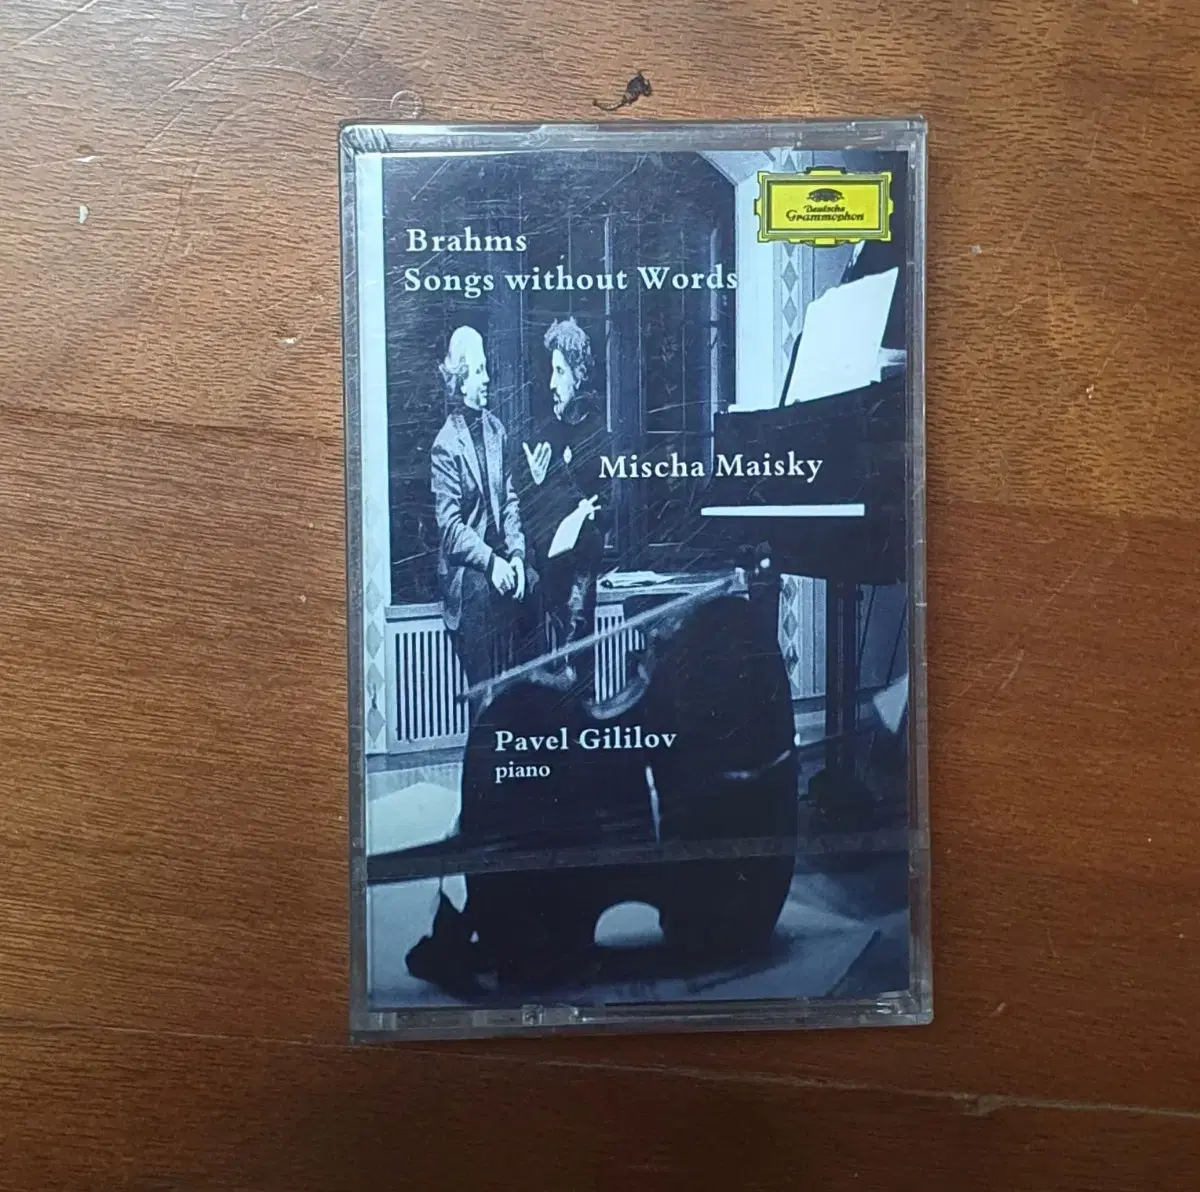 Deutsche
Grammophon
Brahms
Songs without Words
Mischa Maisky
Pavel Gililov
piano